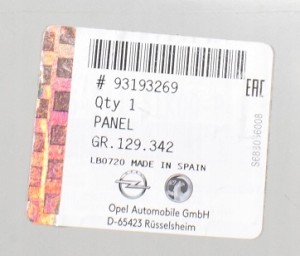 # 93193269
EAC
Qty 1
PANEL
GR.129.342
LB0720 MADE IN SPAIN
Opel Automobile GmbH
D-65423 Rüsselsheim